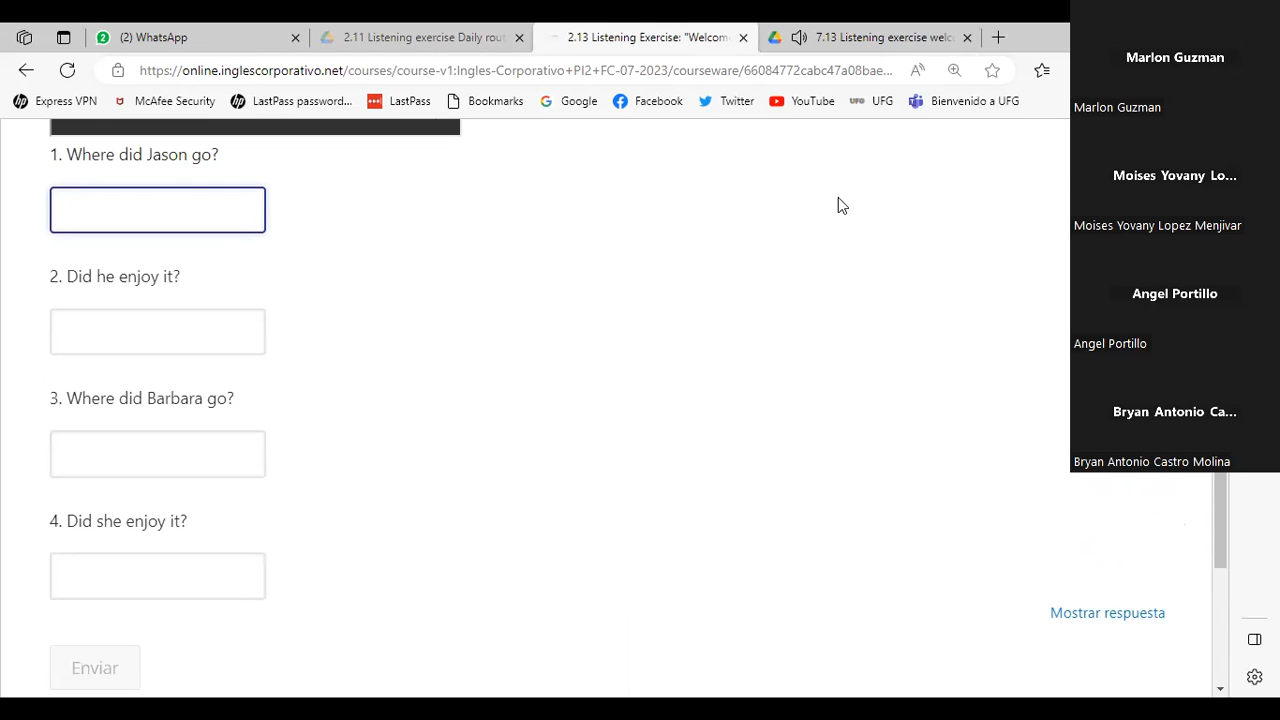 2
(2) WhatsApp
2.11 Listening exercise Daily rout
2.13 Listening Exercise: "Welcom
7.13 Listening exercise welc
https://online.inglescorporativo.net/courses/course-v1:Ingles-Corporativo+PI2+FC-07-2023/courseware/66084772cabc47a08bae...
Express VPN
McAfee Security
LastPass password...
LastPass
Bookmarks
Google
Facebook
Twitter
YouTube
UFG
UFG
Bienvenido a UFG
1. Where did Jason go?
2. Did he enjoy it?
3. Where did Barbara go?
4. Did she enjoy it?
Mostrar respuesta
Enviar
Marlon Guzman
Marlon Guzman
Moises Yovany Lo...
Moises Yovany Lopez Menjivar
Angel Portillo
Angel Portillo
Bryan Antonio Ca...
Bryan Antonio Castro Molina